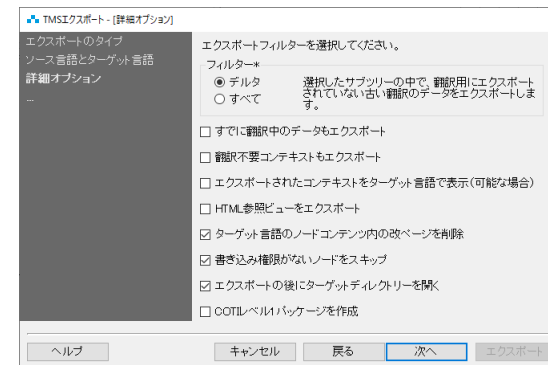 TMSエクスポート - [詳細オプション]
エクスポートのタイプ
ソース言語とターゲット言語
詳細オプション
...
エクスポートフィルターを選択してください。
フィルター*
デルタ
すべて
選択したサブツリーの中で、翻訳用にエクスポート
されていない古い翻訳のデータをエクスポートしま
す。
すでに翻訳中のデータもエクスポート
翻訳不要コンテキストもエクスポート
エクスポートされたコンテキストをターゲット言語で表示(可能な場合)
HTML参照ビューをエクスポート
ターゲット言語のノードコンテンツ内の改ページを削除
書き込み権限がないノードをスキップ
エクスポートの後にターゲットディレクトリーを開く
COTIレベル1パッケージを作成
ヘルプ
キャンセル
戻る
次へ
エクスポート